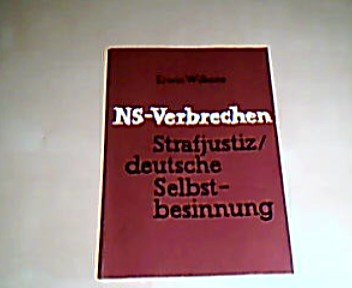 Erwin Wilkens
NS-Verbrechen
Strafjustiz/
deutsche
Selbst-
besinnung